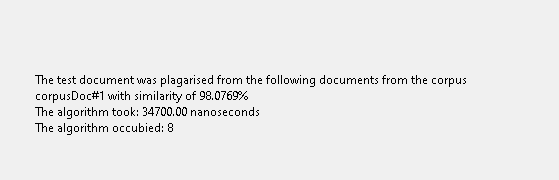 The test document was plagarised from the following documents from the corpus
corpusDoc#1 with similarity of 98.0769%
The algorithm took: 34700.00 nanoseconds
The algorithm occubied: 8